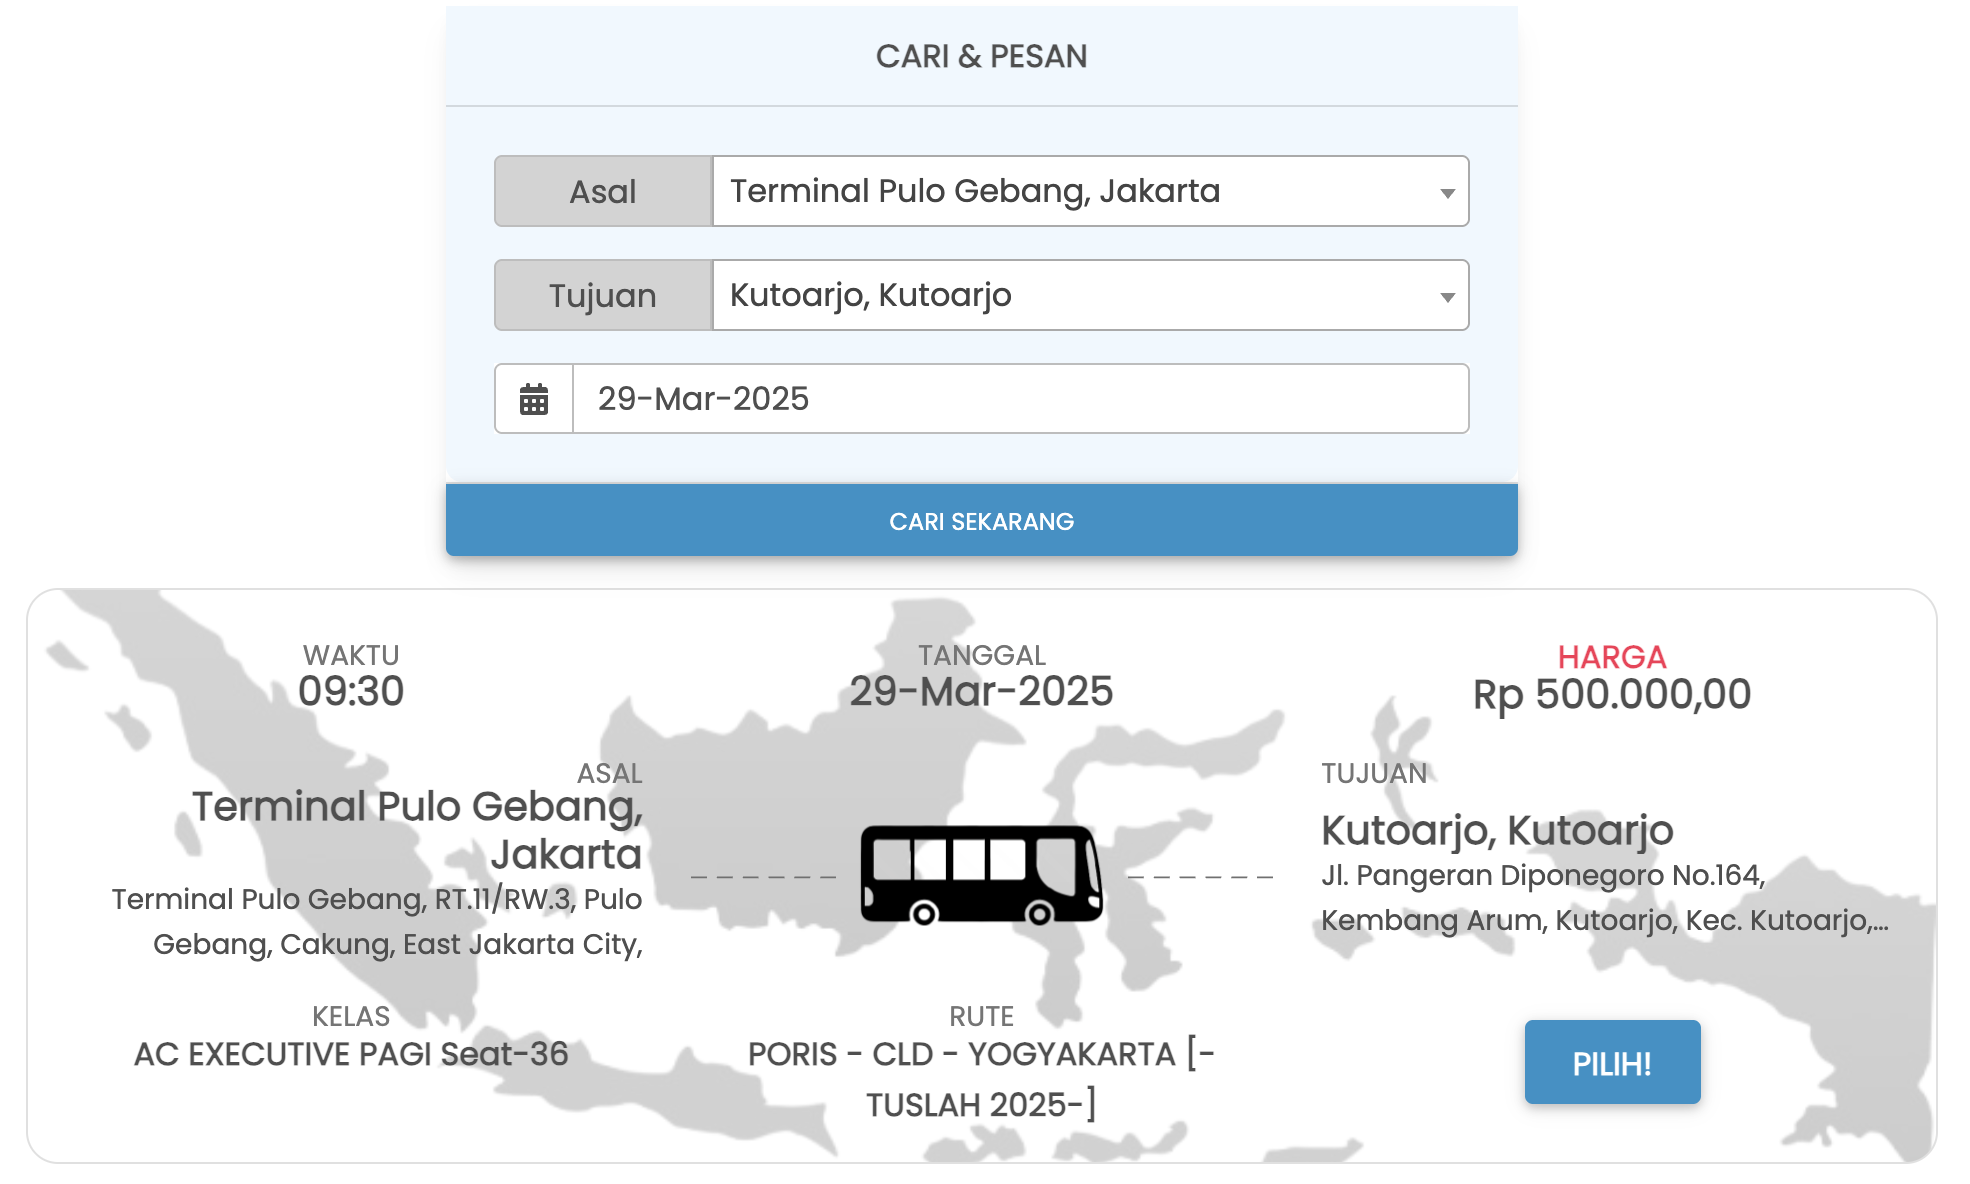 CARI & PESAN
Asal
Terminal Pulo Gebang, Jakarta
Tujuan
Kutoarjo, Kutoarjo
29-Mar-2025
CARI SEKARANG
WAKTU
09:30
TANGGAL
29-Mar-2025
HARGA
Rp 500.000,00
ASAL
Terminal Pulo Gebang,
Jakarta
Terminal Pulo Gebang, RT.11/RW.3, Pulo
Gebang, Cakung, East Jakarta City,
TUJUAN
Kutoarjo, Kutoarjo
Jl. Pangeran Diponegoro No.164,
Kembang Arum, Kutoarjo, Kec. Kutoarjo,...
KELAS
AC EXECUTIVE PAGI Seat-36
RUTE
PORIS - CLD - YOGYAKARTA [-
TUSLAH 2025-]
PILIH!